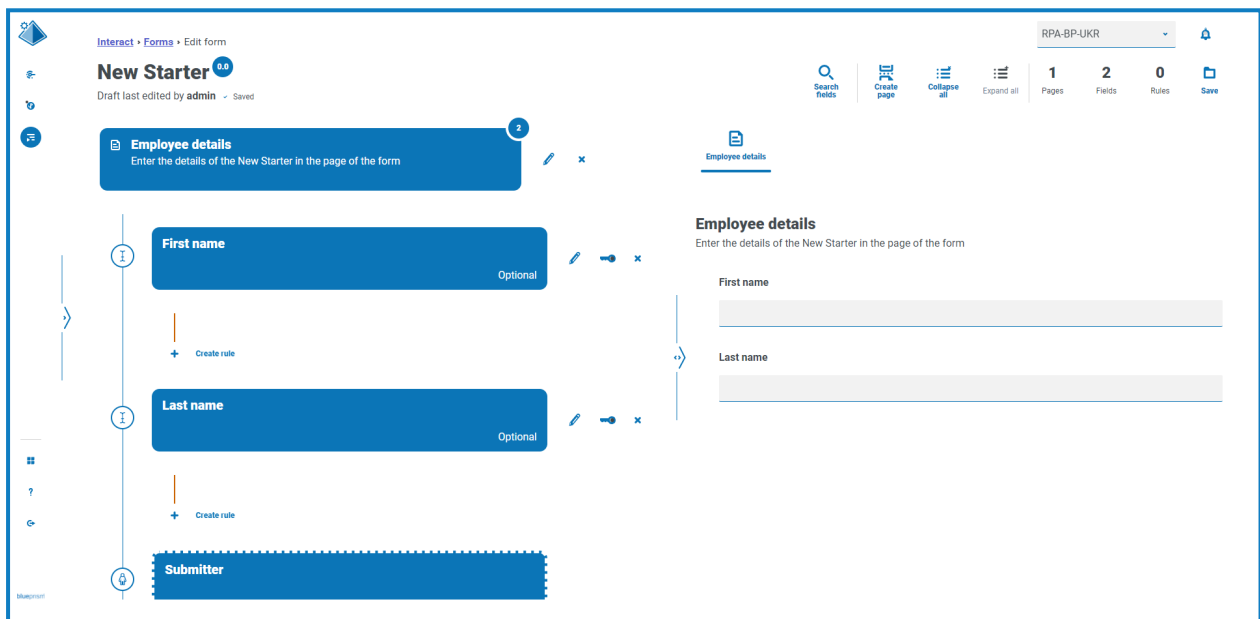 RPA-BP-UKR
Interact › Forms › Edit form
New Starter 0.0
Draft last edited by admin ✓ Saved
Search fields
Create page
Collapse all
Expand all
1 Pages
2 Fields
0 Rules
Save
2
Employee details
Enter the details of the New Starter in the page of the form
First name
Optional
+ Create rule
Last name
Optional
+ Create rule
Submitter
Employee details
Employee details
Enter the details of the New Starter in the page of the form
First name
Last name
?
blueprism